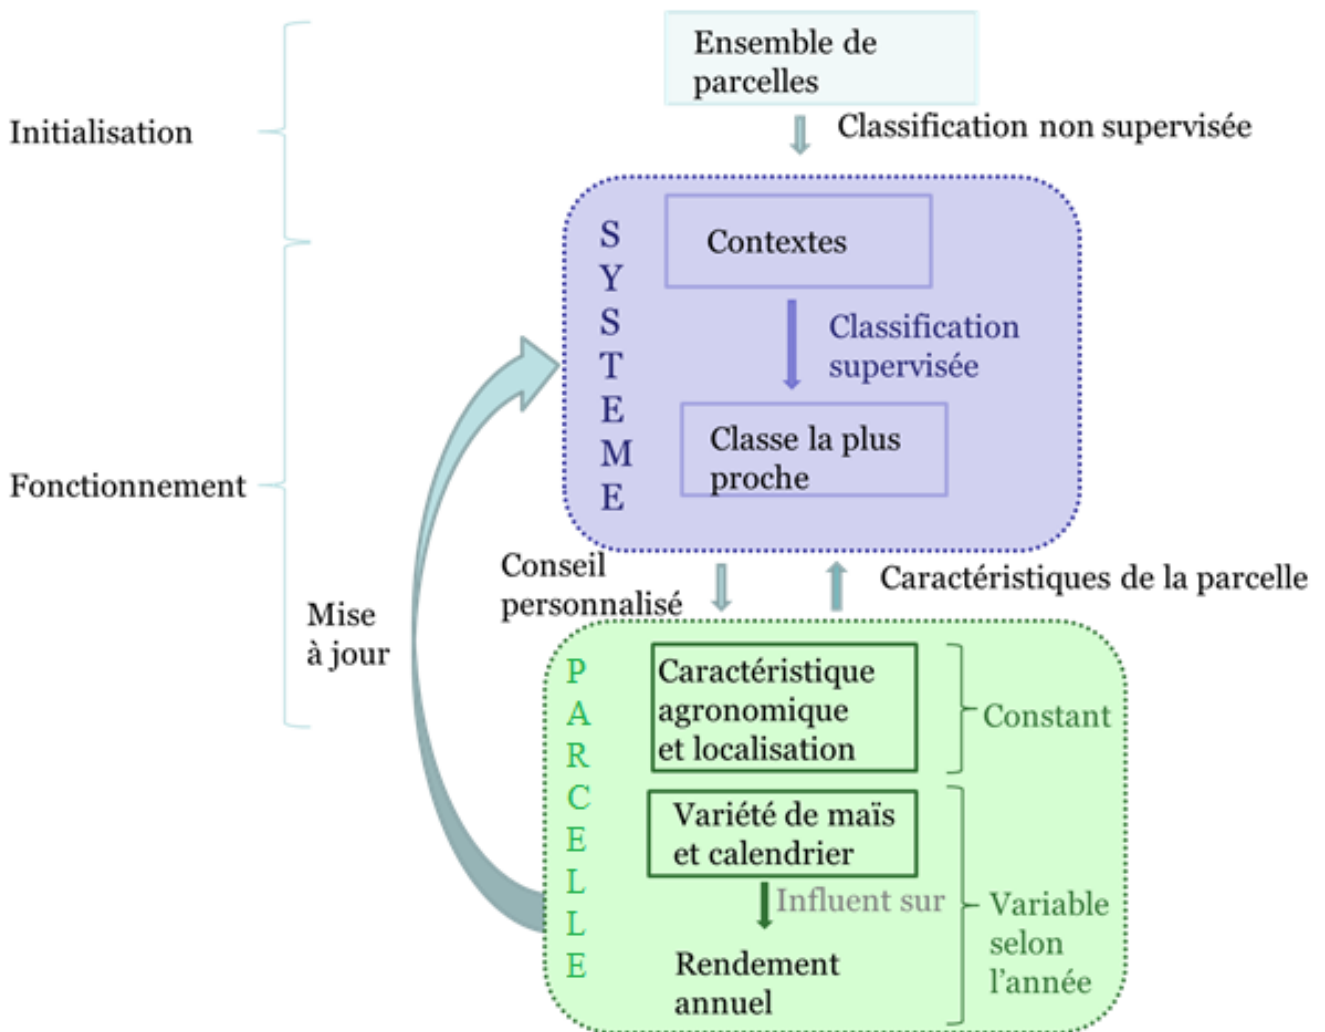 Ensemble de
parcelles
Initialisation
Classification non supervisée
SYSTEME
Contextes
Classification
supervisée
Classe la plus
proche
Fonctionnement
Conseil
personnalisé
Caractéristiques de la parcelle
Mise
à jour
PARCELLE
Caractéristique
agronomique
et localisation
Constant
Variété de maïs
et calendrier
Influent sur
Variable
selon
l'année
Rendement
annuel